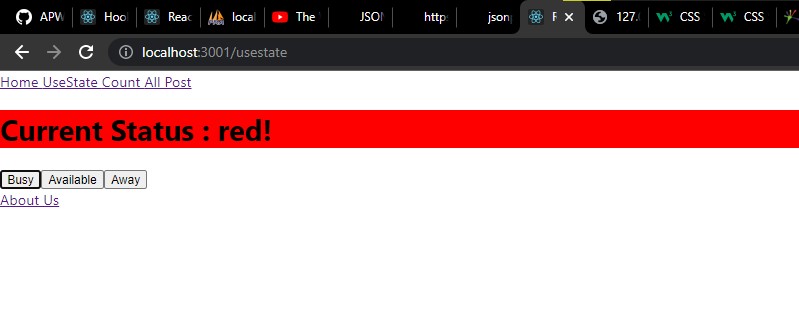 APW Hool Reac local The JSON http json R 127.0 CSS CSS
localhost:3001/usestate
Home UseState Count All Post
Current Status : red!
Busy Available Away
About Us